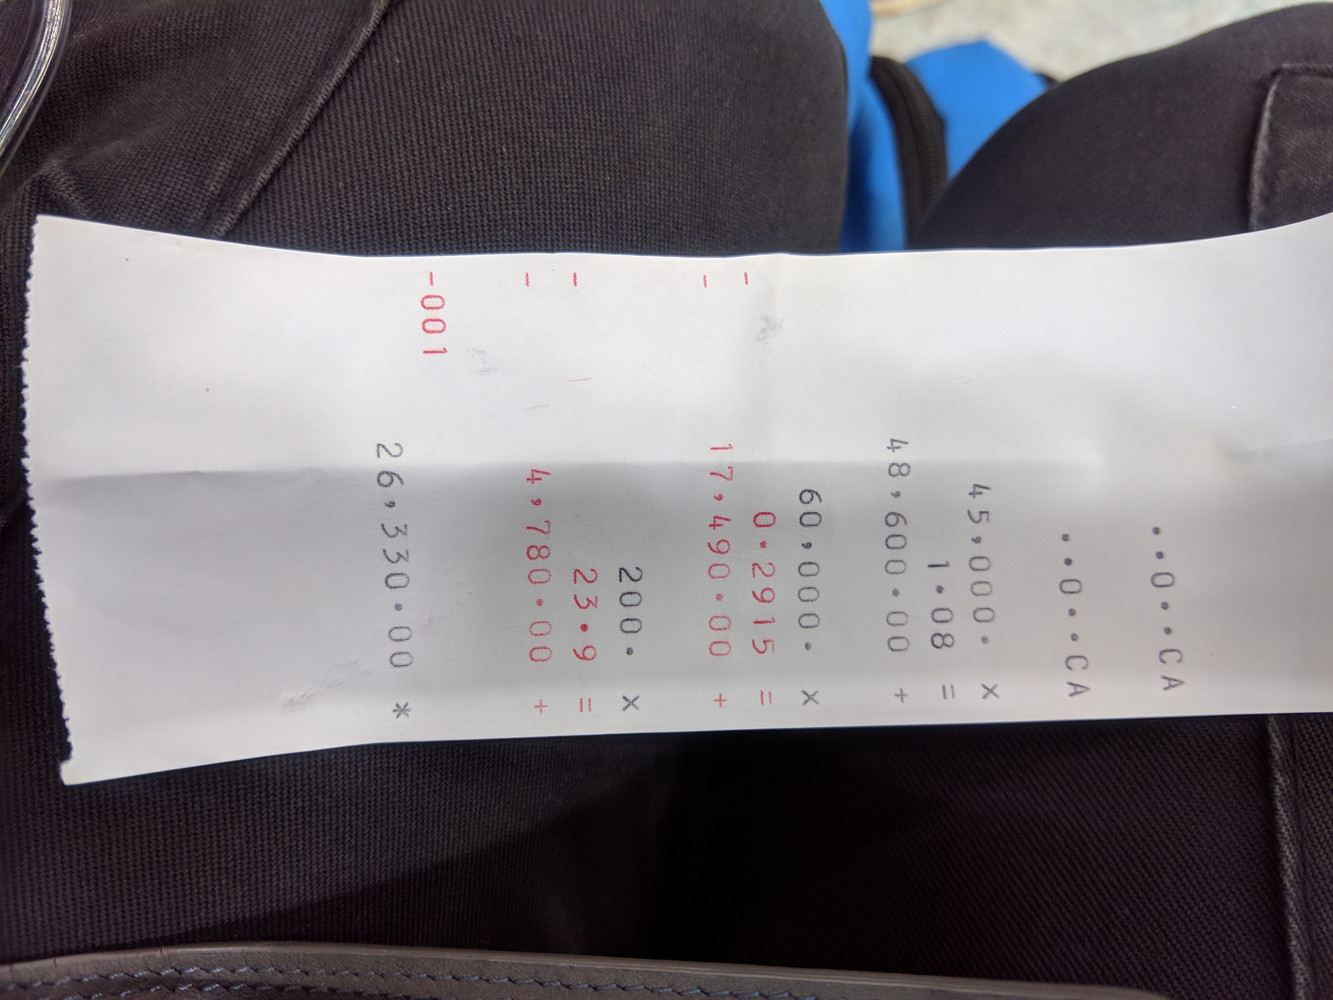 ··0···CA
··0···CA
45,000· X
1·08 =
48,600·00 +
60,000· X
- 0·2915 =
- 17,490·00 +
200· X
- 23·9 =
- 4,780·00 +
-001
26,330·00 *